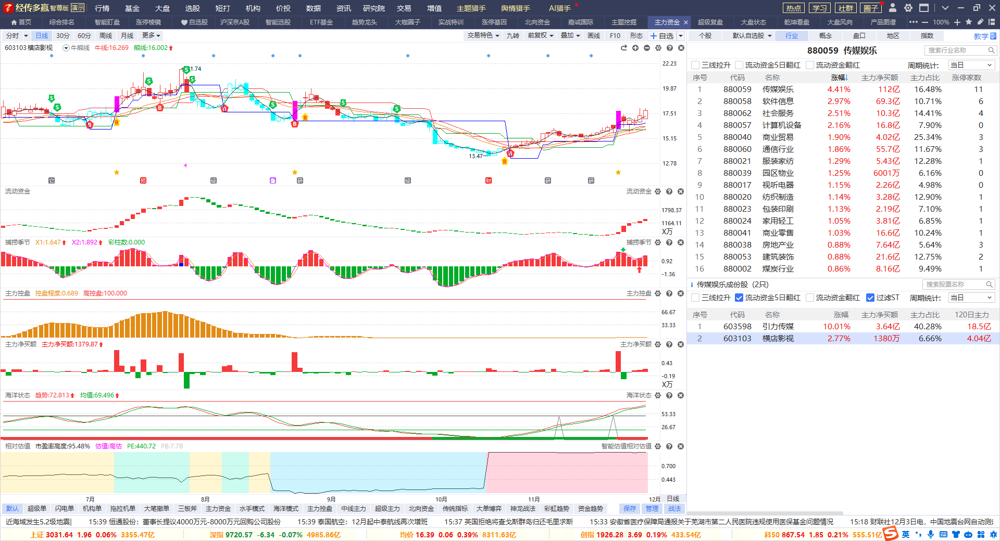 经传多赢 智尊版 演示 行情 基金 大盘 选股 短打 机构 价投 数据 资讯 研究院 交易 增值 主题猎手 舆情猎手 AI猎手 热点 学习 社群 圈子
首页 综合排名 智能盯盘 涨停棱镜 自选股 沪深京A股 智能选股 ETF基金 趋势龙头 大咖圈子 实战特训 涨停基因 北向资金 嘉诚国际 主题挖掘 主力资金 超级复盘 大盘状态 乾坤看盘 大盘风向 产品图谱 100%
分时 日线 30分 60分 周线 月线 更多 交易特色 九转 前复权 叠加 画线 F10 形态 自选
603103 横店影视 牛熊线 牛线:16.269 熊线:16.002
22.23
S 1.74
19.87
17.51
15.15
13.47
12.78
流动资金 流动资金
1798.37
1164.11
X万
捕捞季节 X1:1.647 X2:1.892 彩柱数:0.000 捕捞季节
0.92
-1.36
主力控盘 控盘程度:0.689 高控盘:100.000 主力控盘
66.67
33.33
主力净买额 主力净买额:1379.87 主力净买额
0.43
-0.19
X万
海洋状态 趋势:72.813 均值:69.496 海洋状态
53.33
26.67
相对估值 市盈率高度:95.48% 估值:高估 PE:440.72 PB:7.78 智能估值相对估值
0.700
0.443
7月 8月 9月 10月 11月 12月 日线
默认 超级单 闪电单 机构单 拖拉机单 大笔撤单 三板斧 主力资金 水手模式 海洋模式 主力控盘 中线主力 超级主力 北向资金 传统指标 大单博弈 神龙战法 彩虹趋势 资金趋势 保存 管理 战法
个股 默认自选股 行业 概念 盘口 地区 指数 教学
880059 传媒娱乐 搜索行业名称
三线拉升 流动资金5日翻红 流动资金翻红 周期统计: 当日
序号 代码 名称 涨幅↓ 主力净买额 主力占比 涨停家数
1 880059 传媒娱乐 4.41% 112亿 16.48% 11
2 880058 软件信息 2.97% 69.3亿 10.71% 6
3 880062 社会服务 2.51% 10.3亿 14.41% 4
4 880057 计算机设备 2.16% 16.8亿 7.90% 0
5 880040 商业贸易 1.90% 4.02亿 25.34% 3
6 880060 通信行业 1.86% 55.7亿 11.67% 3
7 880021 服装家纺 1.29% 5.43亿 12.28% 1
8 880039 园区物业 1.25% 6001万 6.16% 0
9 880017 视听电器 1.15% 2.26亿 4.98% 0
10 880020 纺织制造 1.14% 3.28亿 12.90% 1
11 880023 包装印刷 1.13% 2.19亿 7.10% 1
12 880024 家用轻工 1.05% 3.81亿 6.85% 1
13 880041 商业零售 1.03% 16.6亿 10.24% 1
14 880038 房地产业 0.88% 7.64亿 5.64% 3
15 880053 建筑装饰 0.88% 21.6亿 12.75% 2
16 880002 煤炭行业 0.86% 8.16亿 9.49% 1
传媒娱乐成份股 (2只) 搜索股票名称
三线拉升 流动资金5日翻红 流动资金翻红 过滤ST 周期统计: 当日
序号 代码 名称 涨幅 主力净买额 主力占比 120日主力
1 603598 引力传媒 10.01% 3.64亿 40.28% 18.5亿
2 603103 横店影视 2.77% 1380万 6.66% 4.04亿
近海域发生5.2级地震| 15:39 恒通股份：董事长提议4000万元-8000万元回购公司股份 15:39 泰国航空：12月起中泰航线再次增班 15:37 英国拒绝将查戈斯群岛归还毛里求斯 15:33 安徽省医疗保障局通报关于芜湖市第二人民医院违规使用医保基金问题情况 15:18 财联社12月3日电，中国地震台网自动测定
上证 3031.64 1.96 0.06% 3355.47亿 深指 9720.57 -6.34 -0.07% 4985.86亿 均价 16.39 0.06 0.39% 8311.63亿 创指 1926.28 3.69 0.19% 433.54亿 科50 867.54 1.85 0.21% 555.51亿 英